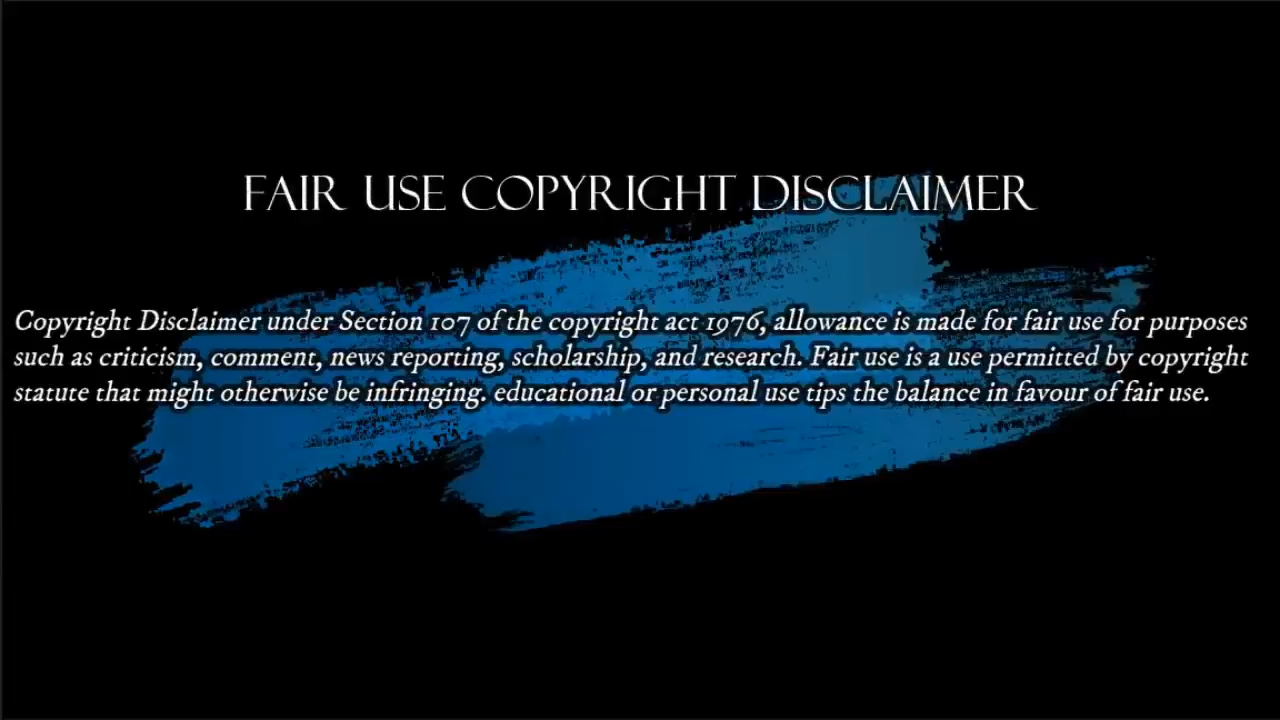 FAIR USE COPYRIGHT DISCLAIMER
Copyright Disclaimer under Section 107 of the copyright act 1976, allowance is made for fair use for purposes
such as criticism, comment, news reporting, scholarship, and research. Fair use is a use permitted by copyright
statute that might otherwise be infringing. educational or personal use tips the balance in favour of fair use.